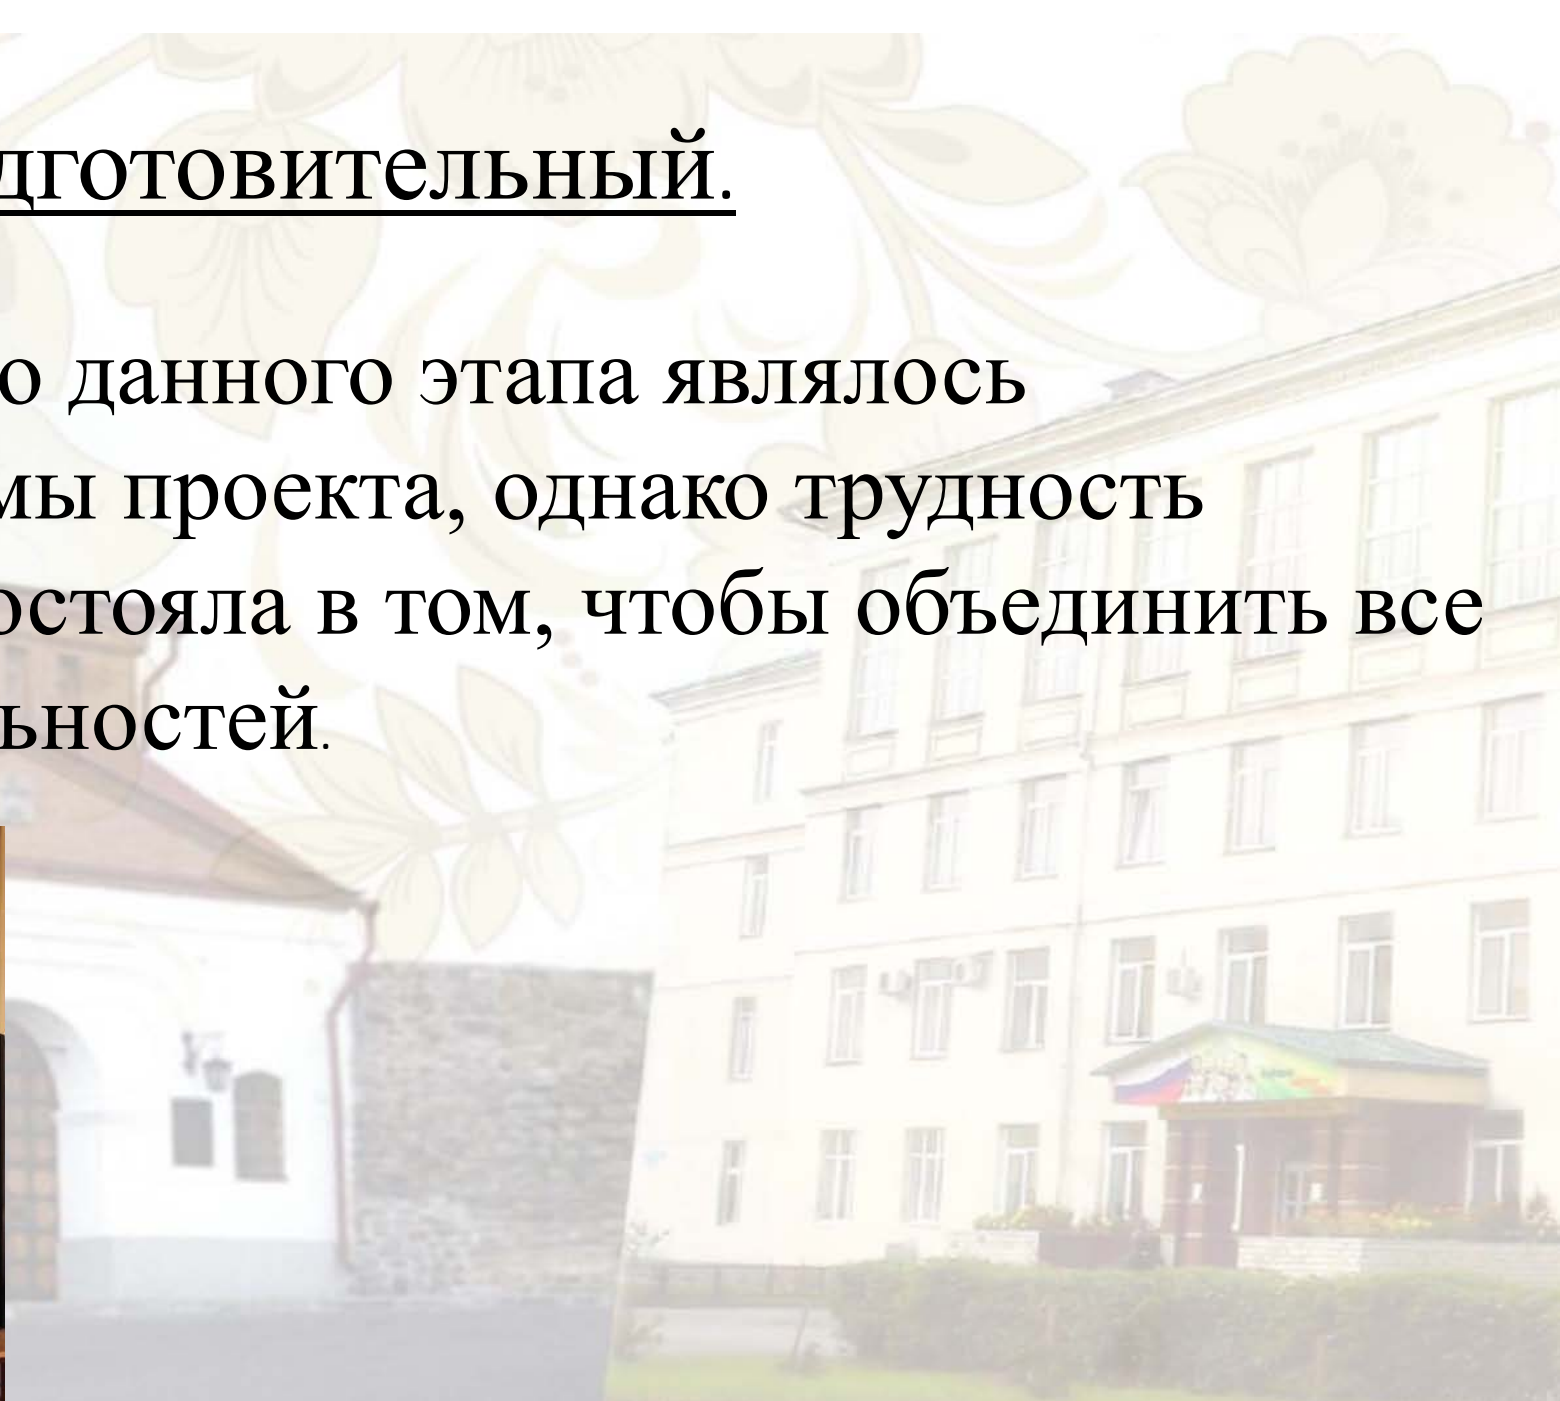 дготовительный.
о данного этапа являлось
мы проекта, однако трудность
остояла в том, чтобы объединить все
ьностей.